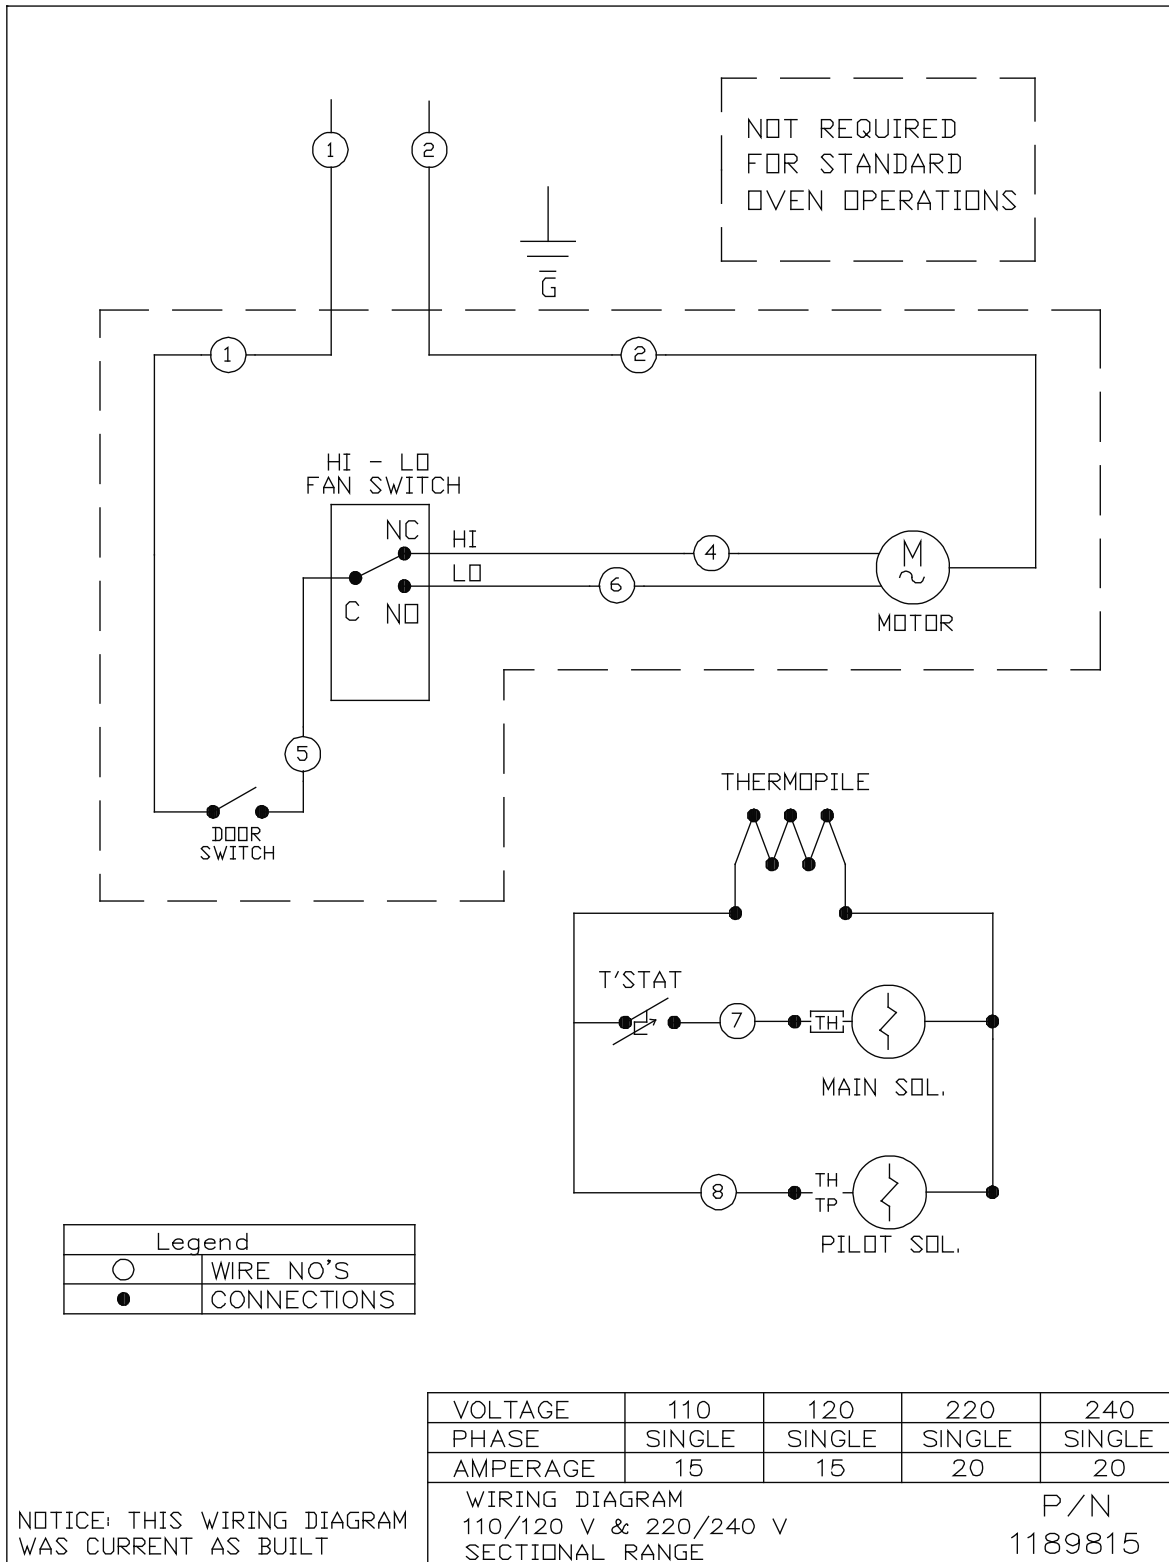 1
2
NOT REQUIRED
FOR STANDARD
OVEN OPERATIONS
G
1
2
HI - LO
FAN SWITCH
NC
HI
LO
C
NO
4
6
M
MOTOR
5
DOOR
SWITCH
THERMOPILE
T'STAT
7
TH
MAIN SOL.
8
TH
TP
PILOT SOL.
Legend
WIRE NO'S
CONNECTIONS
VOLTAGE 110 120 220 240
PHASE SINGLE SINGLE SINGLE SINGLE
AMPERAGE 15 15 20 20
WIRING DIAGRAM
110/120 V & 220/240 V
SECTIONAL RANGE
P/N
1189815
NOTICE: THIS WIRING DIAGRAM
WAS CURRENT AS BUILT